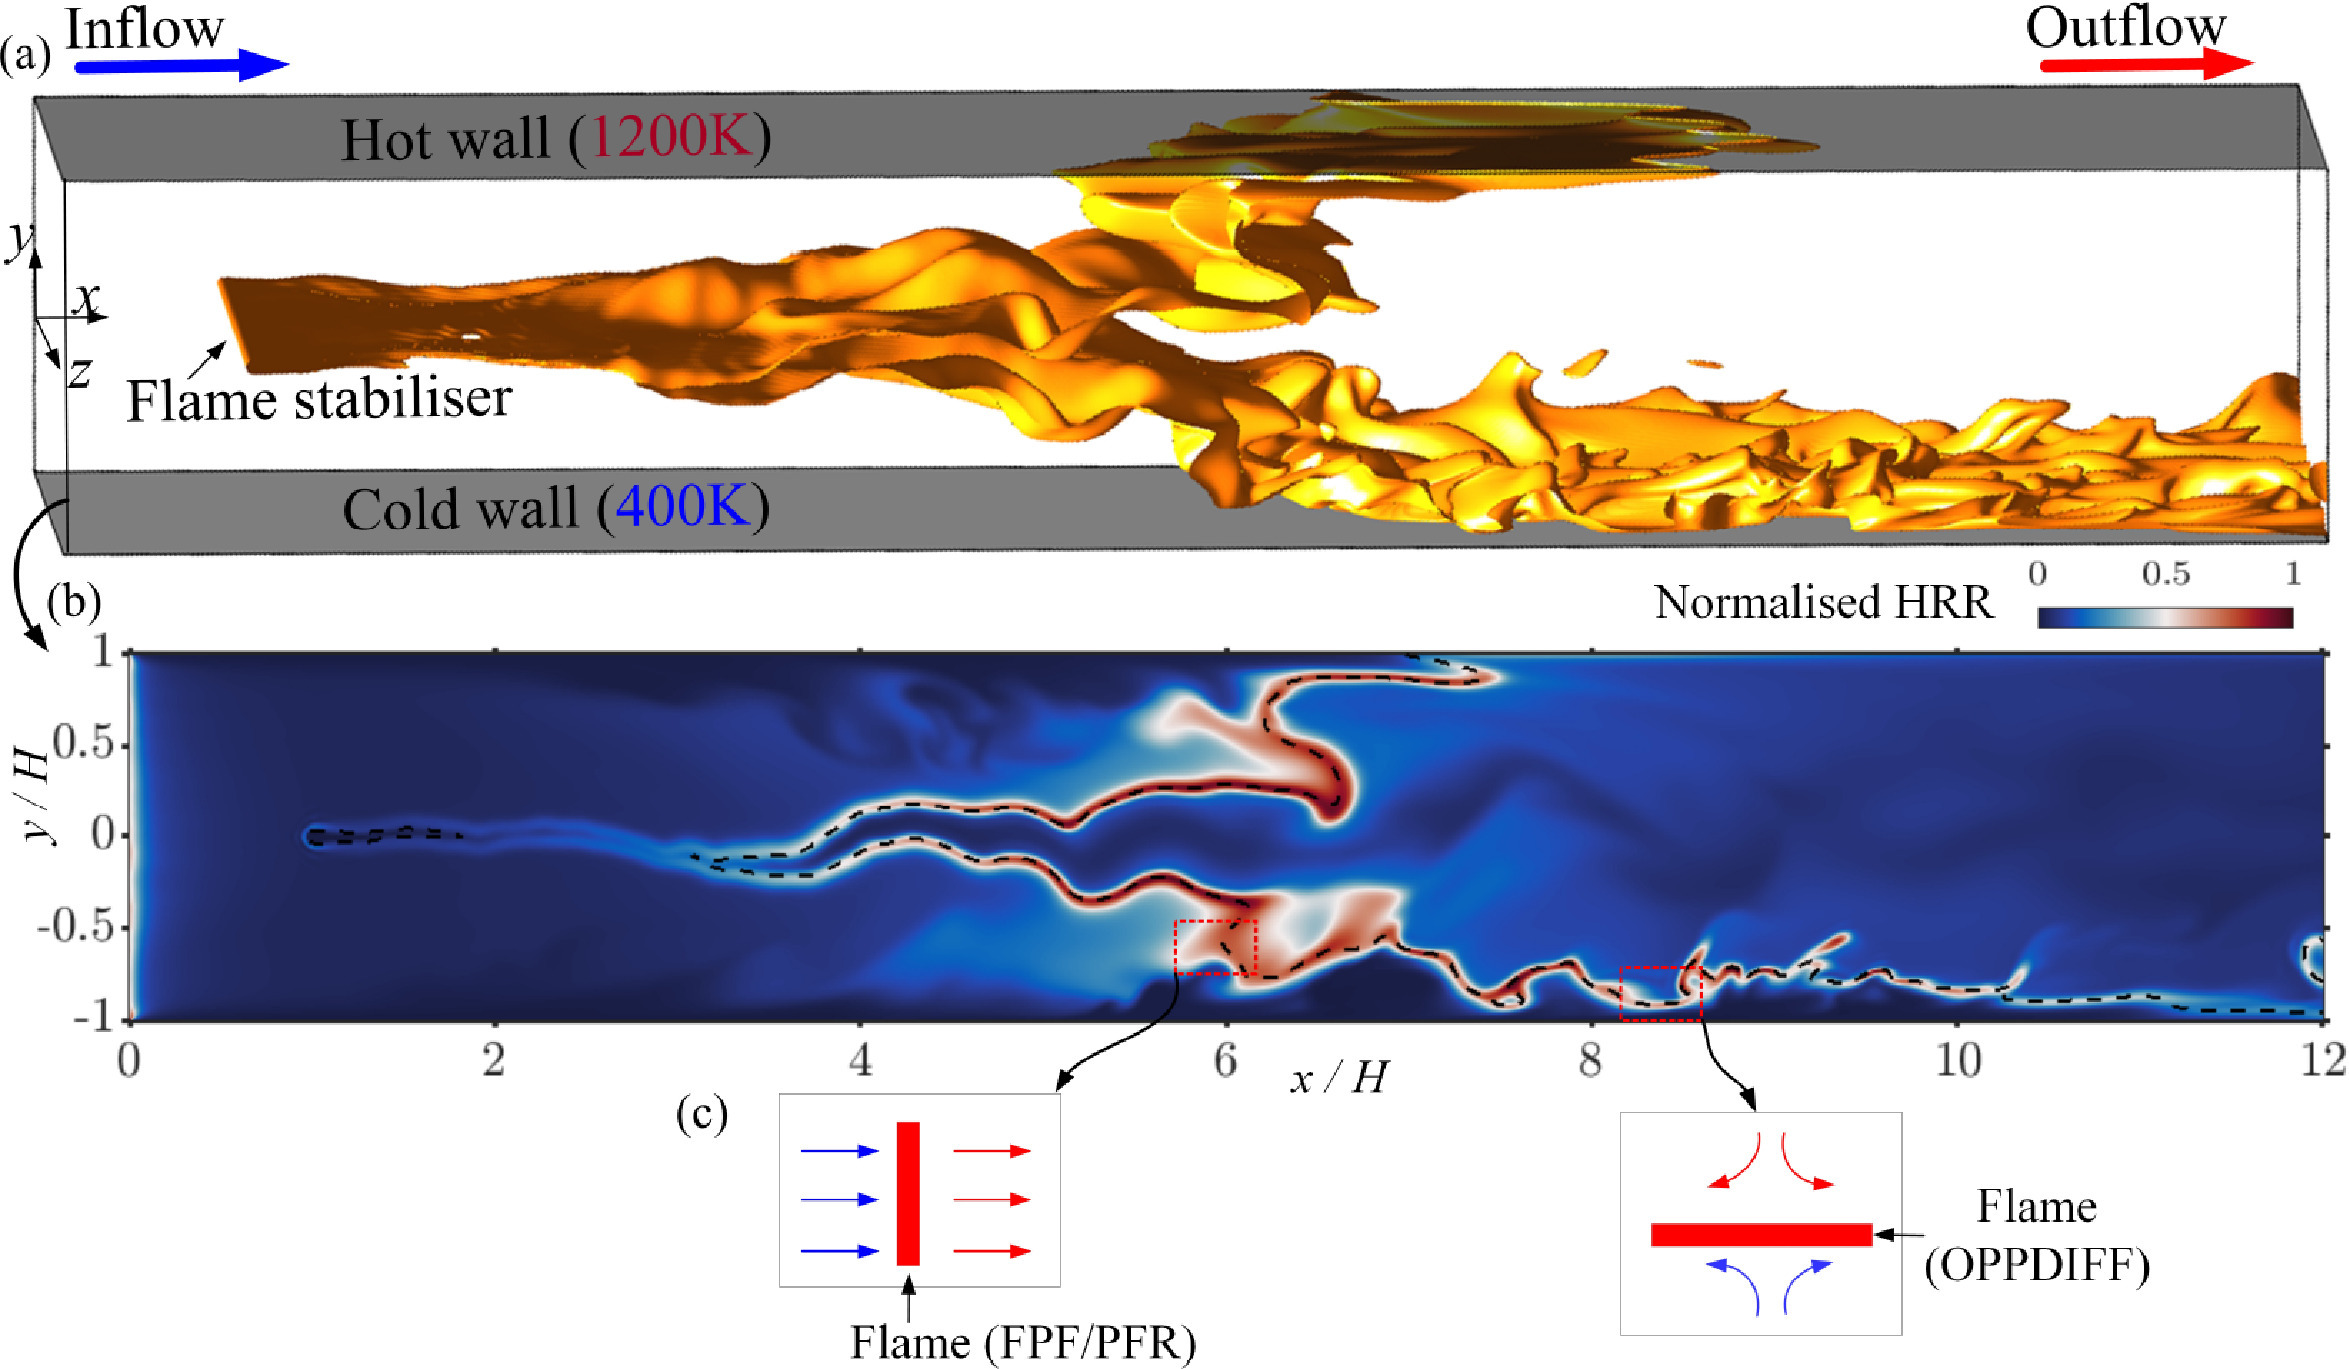 (a)
Inflow
Outflow
Hot wall (1200K)
y
x
z
Flame stabiliser
Cold wall (400K)
(b)
Normalised HRR
0 0.5 1
y / H
1
0.5
0
-0.5
-1
0 2 4 6 8 10 12
x / H
(c)
Flame (FPF/PFR)
Flame
(OPPDIFF)